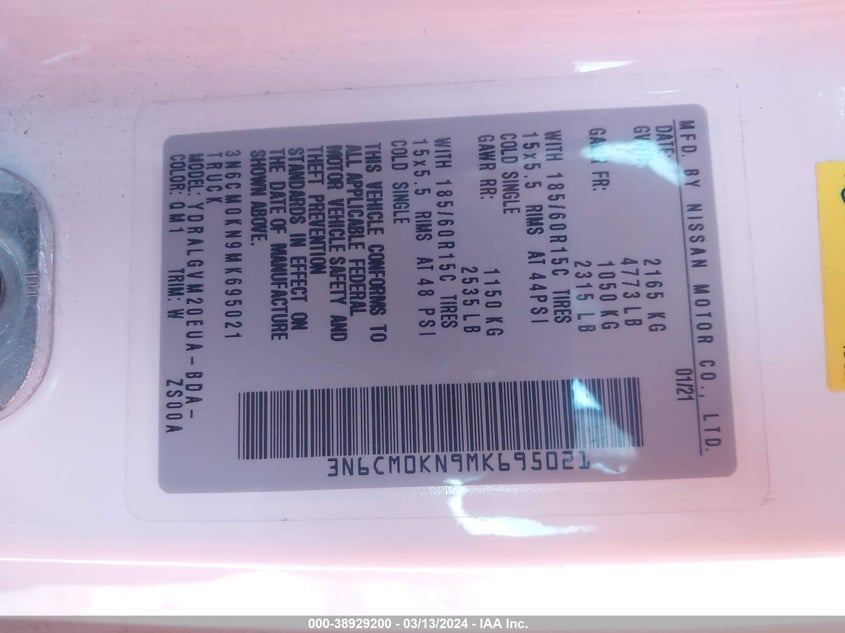 MFD. BY NISSAN MOTOR CO., LTD.
DATE: 01/21
2165 KG
4773 LB
GAWR FR: 1050 KG
2315 LB
WITH 185/60R15C TIRES
15x5.5 RIMS AT 44PSI
COLD SINGLE
GAWR RR: 1150 KG
2535 LB
WITH 185/60R15C TIRES
15x5.5 RIMS AT 48 PSI
COLD SINGLE
THIS VEHICLE CONFORMS TO
ALL APPLICABLE FEDERAL
MOTOR VEHICLE SAFETY AND
THEFT PREVENTION
STANDARDS IN EFFECT ON
THE DATE OF MANUFACTURE
SHOWN ABOVE.
3N6CM0KN9MK695021
TRUCK
MODEL: YDRALGVM20EUA-BDA-
ZS00A
COLOR: QM1 TRIM: W
3N6CM0KN9MK695021
000-38929200 - 03/13/2024 - IAA Inc.